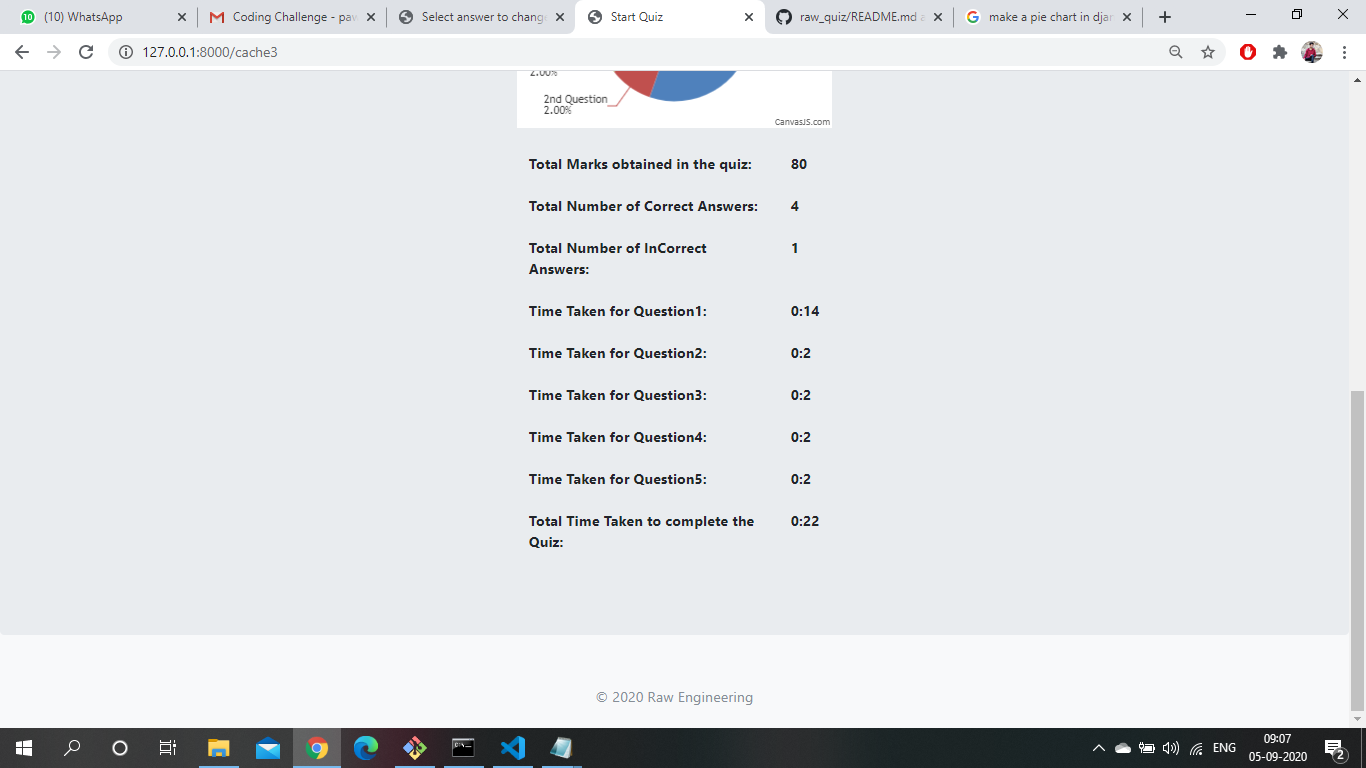 10
(10) WhatsApp
Coding Challenge - paw
Select answer to change
Start Quiz
raw_quiz/README.md a
make a pie chart in djan
127.0.0.1:8000/cache3
2.00%
2nd Question
2.00%
CanvasJS.com
Total Marks obtained in the quiz: 80
Total Number of Correct Answers: 4
Total Number of InCorrect 1
Answers:
Time Taken for Question1: 0:14
Time Taken for Question2: 0:2
Time Taken for Question3: 0:2
Time Taken for Question4: 0:2
Time Taken for Question5: 0:2
Total Time Taken to complete the 0:22
Quiz:
© 2020 Raw Engineering
ENG
09:07
05-09-2020
2